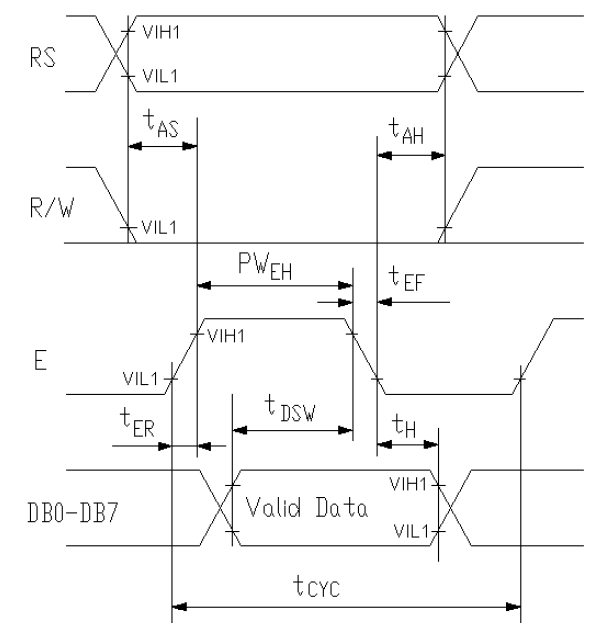 VIH1
RS
VIL1
tAS
tAH
R/W
VIL1
PWEH
tEF
VIH1
E
VIL1
tER
tDSW
tH
VIH1
DB0-DB7
Valid Data
VIL1
tCYC